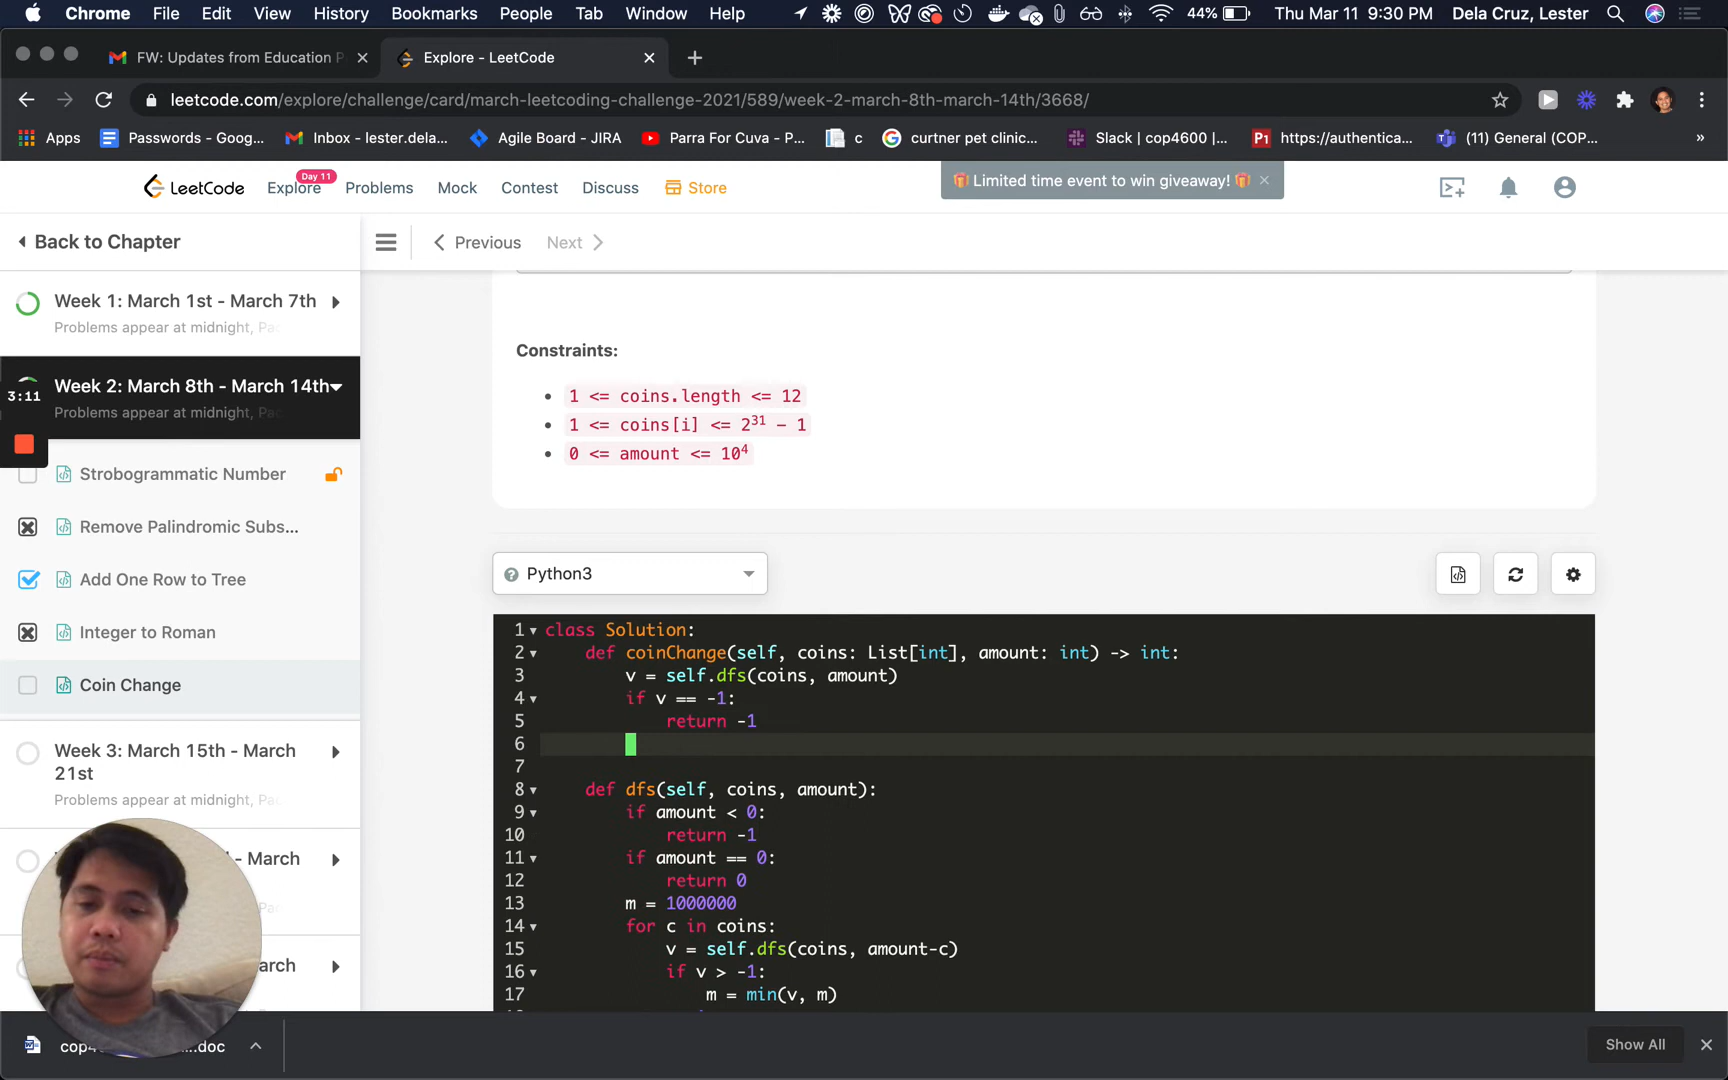 Chrome File Edit View History Bookmarks People Tab Window Help 44% Thu Mar 11 9:30 PM Dela Cruz, Lester
FW: Updates from Education P
Explore - LeetCode
leetcode.com/explore/challenge/card/march-leetcoding-challenge-2021/589/week-2-march-8th-march-14th/3668/
Apps Passwords - Goog... Inbox - lester.dela... Agile Board - JIRA Parra For Cuva - P... c curtner pet clinic... Slack | cop4600 |... https://authentica... (11) General (COP... »
LeetCode Explore Day 11 Problems Mock Contest Discuss Store
Limited time event to win giveaway!
Back to Chapter
Previous Next
Week 1: March 1st - March 7th
Problems appear at midnight, Pac
Week 2: March 8th - March 14th
Problems appear at midnight, Pac
3:11
Strobogrammatic Number
Remove Palindromic Subs...
Add One Row to Tree
Integer to Roman
Coin Change
Week 3: March 15th - March
21st
Problems appear at midnight, Pac
- March
March
Constraints:
1 <= coins.length <= 12
1 <= coins[i] <= 2³¹ - 1
0 <= amount <= 10⁴
Python3
1 class Solution:
2 def coinChange(self, coins: List[int], amount: int) -> int:
3 v = self.dfs(coins, amount)
4 if v == -1:
5 return -1
6
7
8 def dfs(self, coins, amount):
9 if amount < 0:
10 return -1
11 if amount == 0:
12 return 0
13 m = 1000000
14 for c in coins:
15 v = self.dfs(coins, amount-c)
16 if v > -1:
17 m = min(v, m)
cop4 .doc
Show All